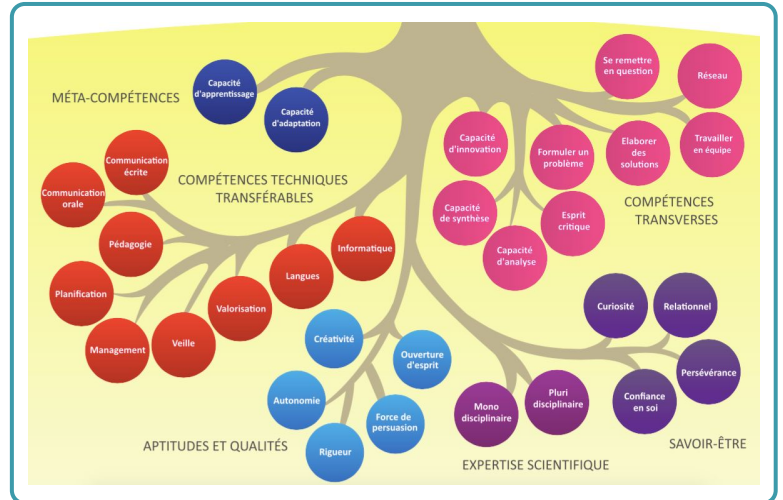 MÉTA-COMPÉTENCES
Capacité
d'apprentissage
Capacité
d'adaptation
COMPÉTENCES TECHNIQUES
TRANSFÉRABLES
Communication
écrite
Communication
orale
Pédagogie
Planification
Management
Veille
Valorisation
Langues
Informatique
Se remettre
en question
Réseau
Travailler
en équipe
Elaborer
des
solutions
Formuler un
problème
Capacité
d'innovation
Capacité
de synthèse
Capacité
d'analyse
Esprit
critique
COMPÉTENCES
TRANSVERSES
Créativité
Ouverture
d'esprit
Autonomie
Force de
persuasion
Rigueur
APTITUDES ET QUALITÉS
Mono
disciplinaire
Pluri
disciplinaire
EXPERTISE SCIENTIFIQUE
Curiosité
Relationnel
Persévérance
Confiance
en soi
SAVOIR-ÊTRE